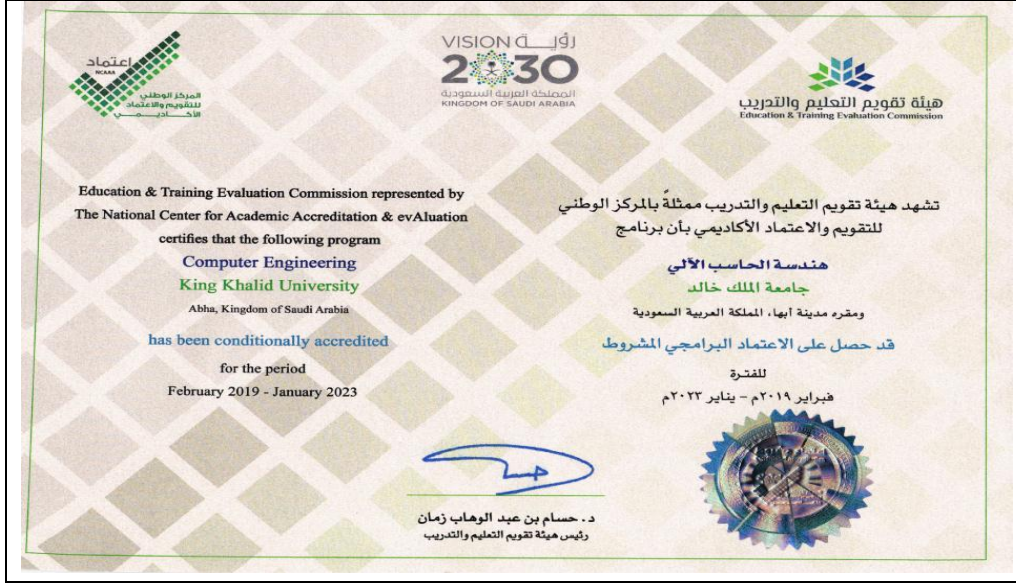 اعتماد
NCAAA
المركز الوطني
للتقويم والاعتماد
الأكاديمي
VISION رؤية
2030
المملكة العربية السعودية
KINGDOM OF SAUDI ARABIA
هيئة تقويم التعليم والتدريب
Education & Training Evaluation Commission
Education & Training Evaluation Commission represented by
The National Center for Academic Accreditation & evAluation
certifies that the following program
Computer Engineering
King Khalid University
Abha, Kingdom of Saudi Arabia
has been conditionally accredited
for the period
February 2019 - January 2023
تشهد هيئة تقويم التعليم والتدريب ممثلةً بالمركز الوطني
للتقويم والاعتماد الأكاديمي بأن برنامج
هندسة الحاسب الآلي
جامعة الملك خالد
ومقره مدينة أبها، المملكة العربية السعودية
قد حصل على الاعتماد البرامجي المشروط
للفترة
فبراير ٢٠١٩م - يناير ٢٠٢٣م
د. حسام بن عبد الوهاب زمان
رئيس هيئة تقويم التعليم والتدريب